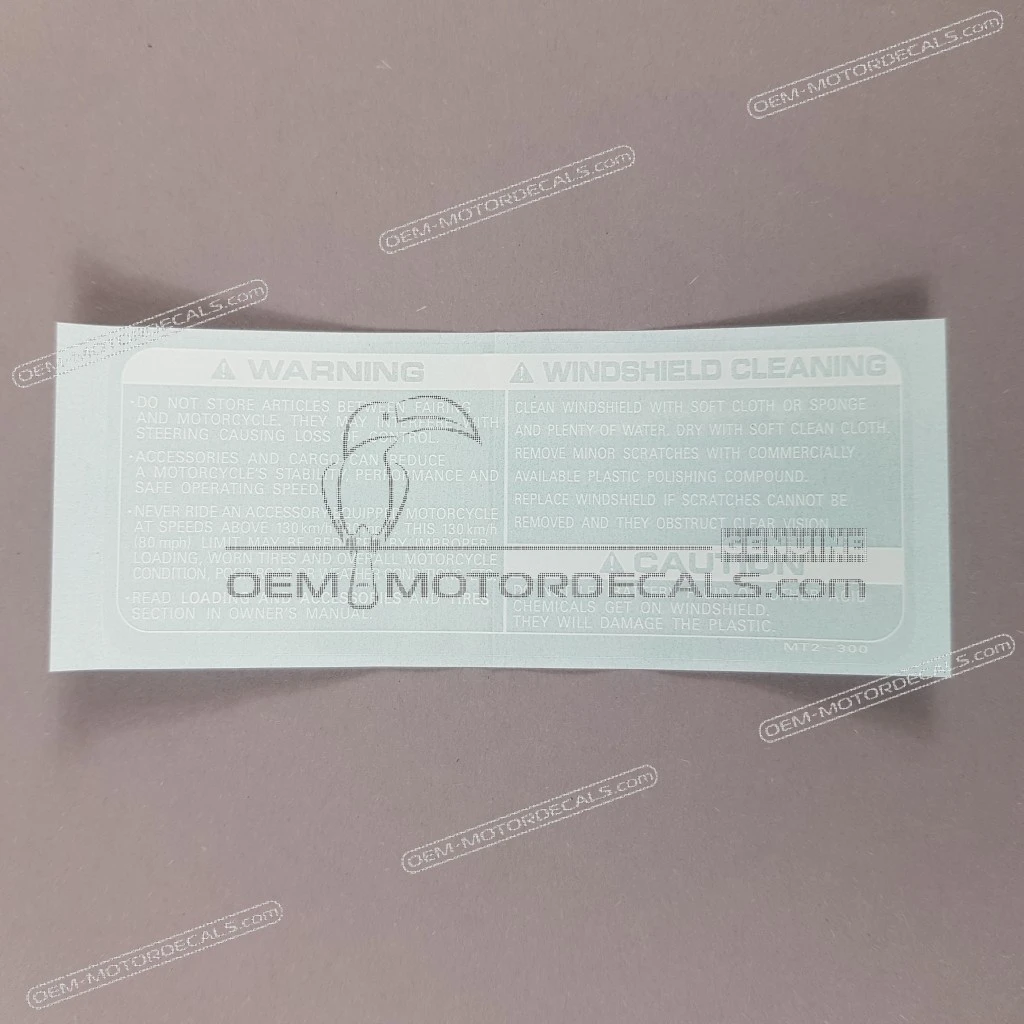 OEM-MOTORDECALS.com
OEM-MOTORDECALS.com
OEM-MOTORDECALS.com
WARNING
·DO NOT STORE ARTICLES BETWEEN FAIRING
AND MOTORCYCLE. THEY MAY INTERFERE WITH
STEERING CAUSING LOSS OF CONTROL.
·ACCESSORIES AND CARGO CAN REDUCE
A MOTORCYCLE'S STABILITY, PERFORMANCE AND
SAFE OPERATING SPEED.
·NEVER RIDE AN ACCESSORY EQUIPPED MOTORCYCLE
AT SPEEDS ABOVE 130 km/h THIS 130 km/h
(80 mph) LIMIT MAY BE REDUCED BY IMPROPER
LOADING, WORN TIRES AND OVERALL MOTORCYCLE
CONDITION,
·READ LOADING ACCESSORIES AND TIRES
SECTION IN OWNER'S MANUAL.
WINDSHIELD CLEANING
CLEAN WINDSHIELD WITH SOFT CLOTH OR SPONGE
AND PLENTY OF WATER. DRY WITH SOFT CLEAN CLOTH.
REMOVE MINOR SCRATCHES WITH COMMERCIALLY
AVAILABLE PLASTIC POLISHING COMPOUND.
REPLACE WINDSHIELD IF SCRATCHES CANNOT BE
REMOVED AND THEY OBSTRUCT CLEAR VISION.
CAUTION
CHEMICALS GET ON WINDSHIELD.
THEY WILL DAMAGE THE PLASTIC.
MT2-300
GENUINE
OEM MOTORDECALS.com
OEM-MOTORDECALS.com
OEM-MOTORDECALS.com
OEM-MOTORDECALS.com